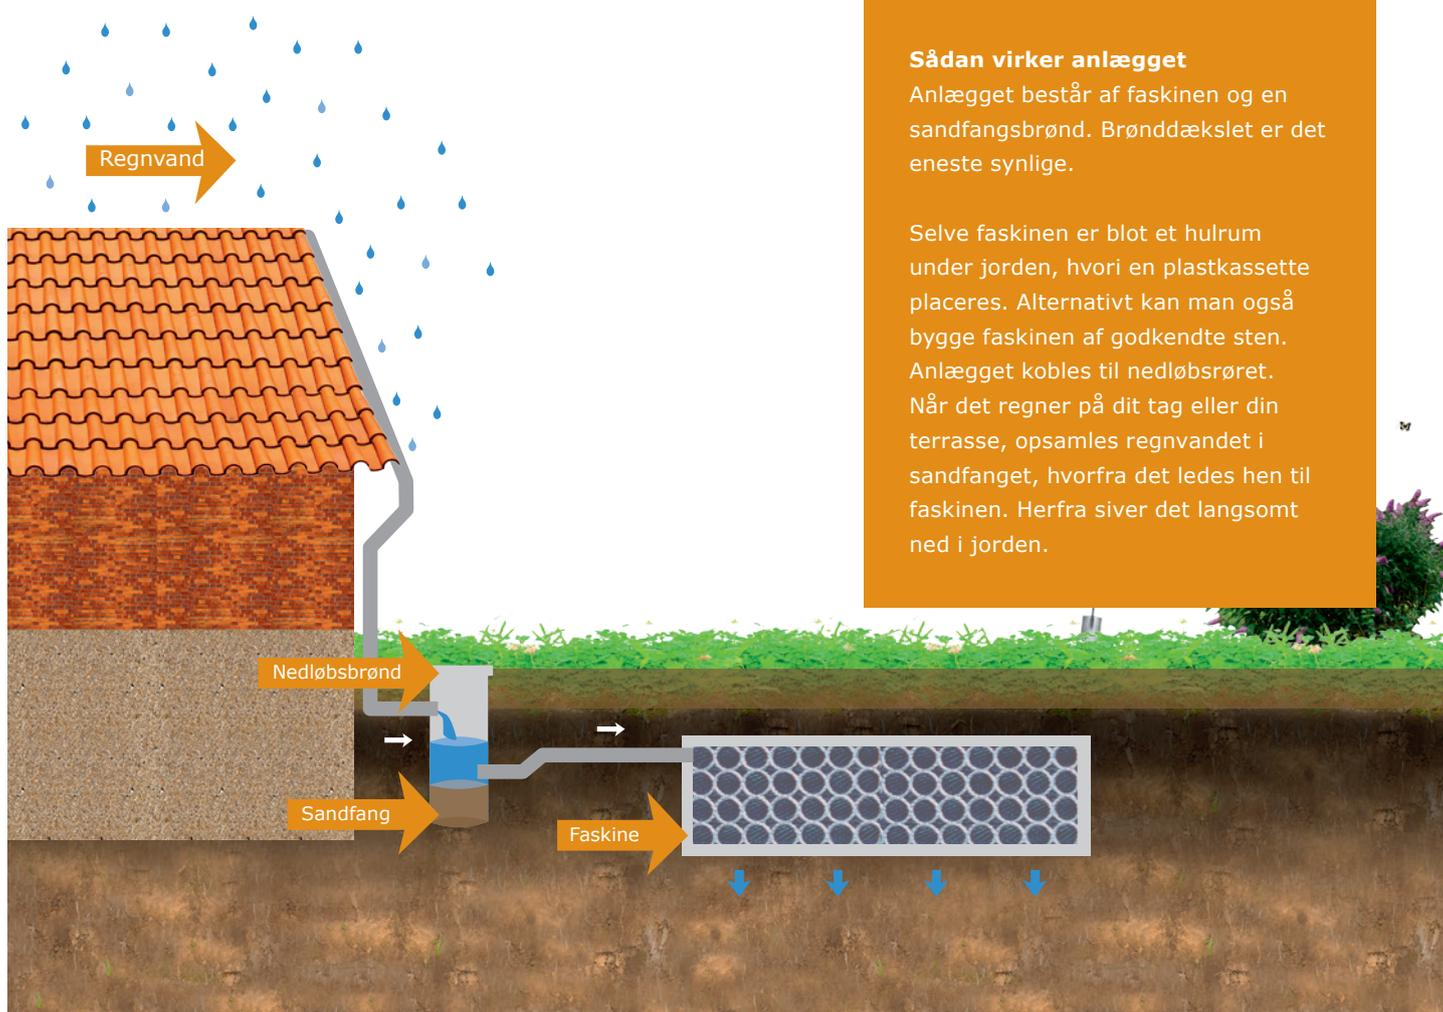 Sådan virker anlægget
Anlægget består af faskinen og en
sandfangsbrønd. Brønddækslet er det
eneste synlige.
Selve faskinen er blot et hulrum
under jorden, hvori en plastkassette
placeres. Alternativt kan man også
bygge faskinen af godkendte sten.
Anlægget kobles til nedløbsrøret.
Når det regner på dit tag eller din
terrasse, opsamles regnvandet i
sandfanget, hvorfra det ledes hen til
faskinen. Herfra siver det langsomt
ned i jorden.
Regnvand
Nedløbsbrønd
Sandfang
Faskine